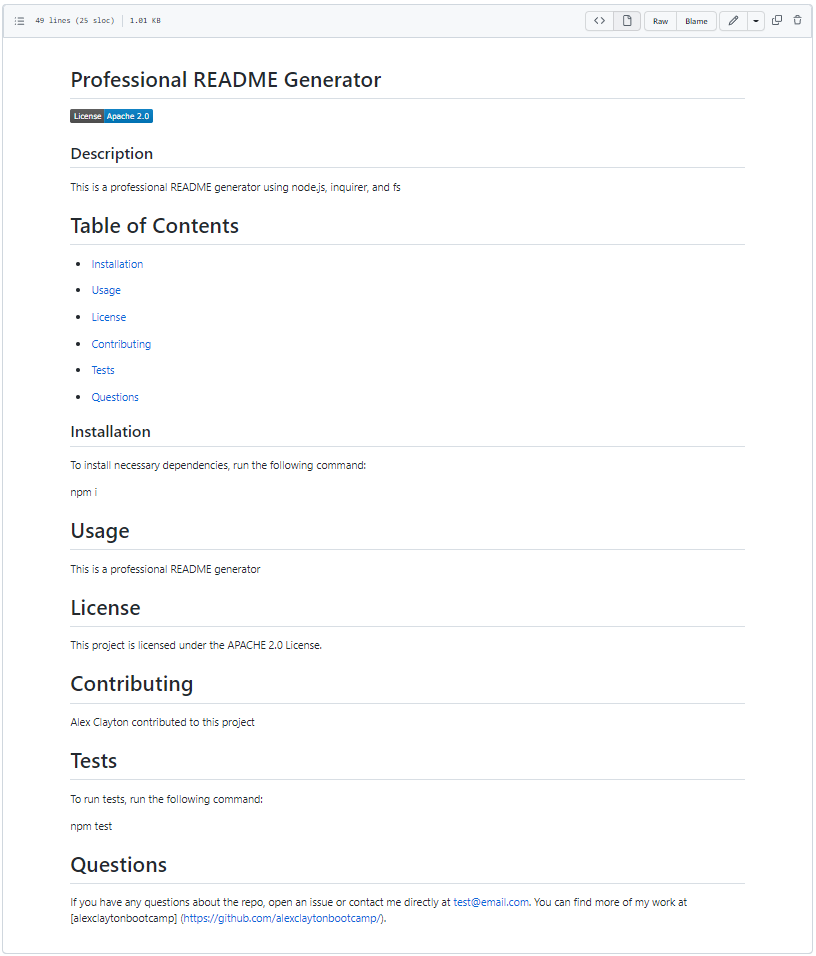 49 lines (25 sloc) 1.01 KB Raw Blame
Professional README Generator
License Apache 2.0
Description
This is a professional README generator using node.js, inquirer, and fs
Table of Contents
Installation
Usage
License
Contributing
Tests
Questions
Installation
To install necessary dependencies, run the following command:
npm i
Usage
This is a professional README generator
License
This project is licensed under the APACHE 2.0 License.
Contributing
Alex Clayton contributed to this project
Tests
To run tests, run the following command:
npm test
Questions
If you have any questions about the repo, open an issue or contact me directly at test@email.com. You can find more of my work at
[alexclaytonbootcamp] (https://github.com/alexclaytonbootcamp/).